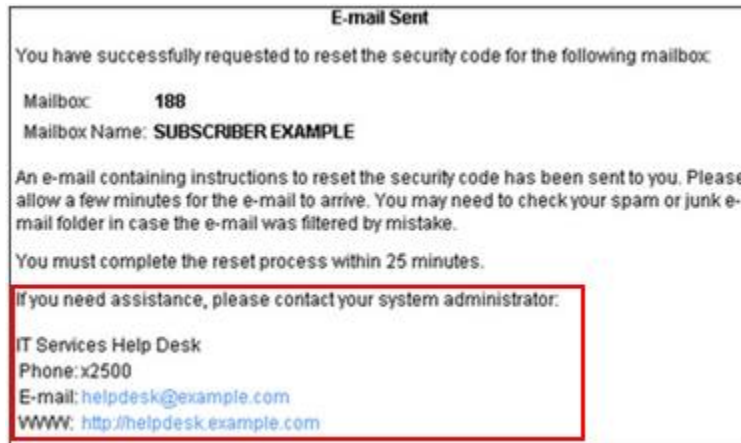 E-mail Sent
You have successfully requested to reset the security code for the following mailbox:
Mailbox: 188
Mailbox Name: SUBSCRIBER EXAMPLE
An e-mail containing instructions to reset the security code has been sent to you. Please
allow a few minutes for the e-mail to arrive. You may need to check your spam or junk e-
mail folder in case the e-mail was filtered by mistake.
You must complete the reset process within 25 minutes.
If you need assistance, please contact your system administrator:
IT Services Help Desk
Phone: x2500
E-mail: helpdesk@example.com
WWW: http://helpdesk.example.com